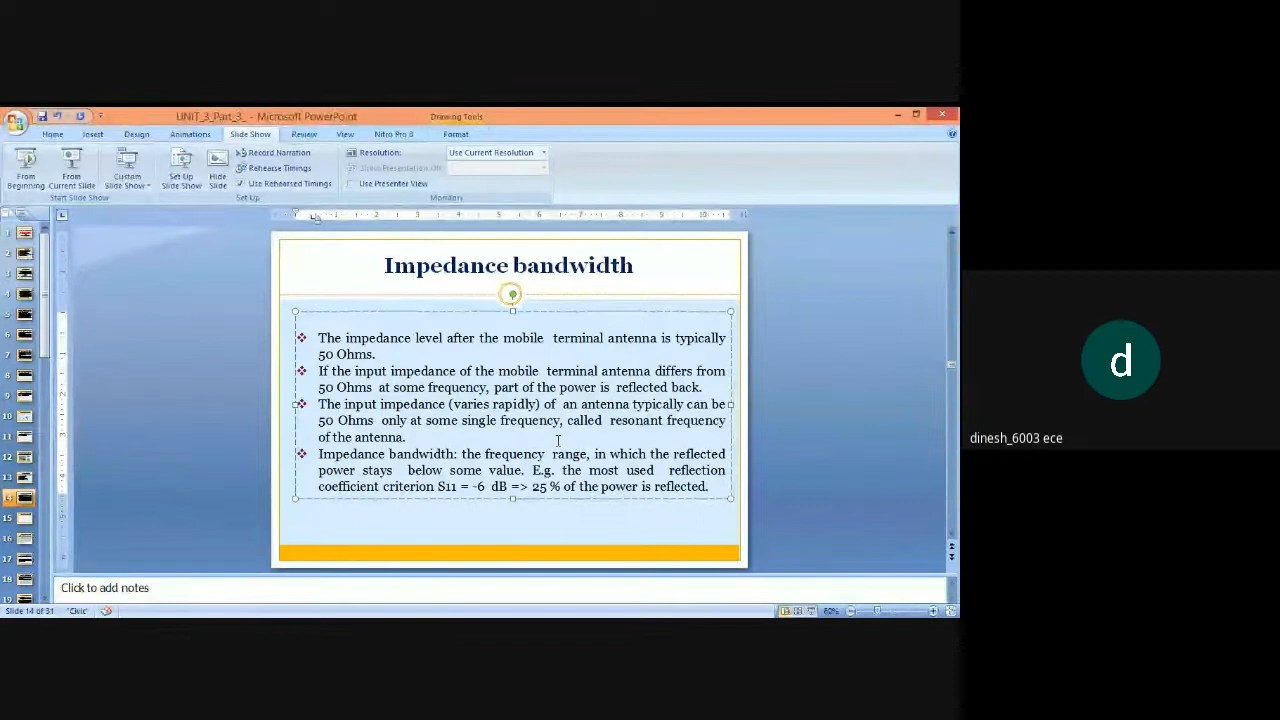 UNIT_3_Part_3_ - Microsoft PowerPoint
Drawing Tools
Home Insert Design Animations Slide Show Review View Nitro Pro 8 Format
From Beginning
From Current Slide
Custom Slide Show
Set Up Slide Show
Hide Slide
Record Narration
Rehearse Timings
Use Rehearsed Timings
Resolution: Use Current Resolution
Use Presenter View
Start Slide Show
Set Up
Monitors
Impedance bandwidth
The impedance level after the mobile terminal antenna is typically
50 Ohms.
If the input impedance of the mobile terminal antenna differs from
50 Ohms at some frequency, part of the power is reflected back.
The input impedance (varies rapidly) of an antenna typically can be
50 Ohms only at some single frequency, called resonant frequency
of the antenna.
Impedance bandwidth: the frequency range, in which the reflected
power stays below some value. E.g. the most used reflection
coefficient criterion S11 = -6 dB => 25 % of the power is reflected.
Click to add notes
Slide 14 of 31 "Civic" 80%
d
dinesh_6003 ece